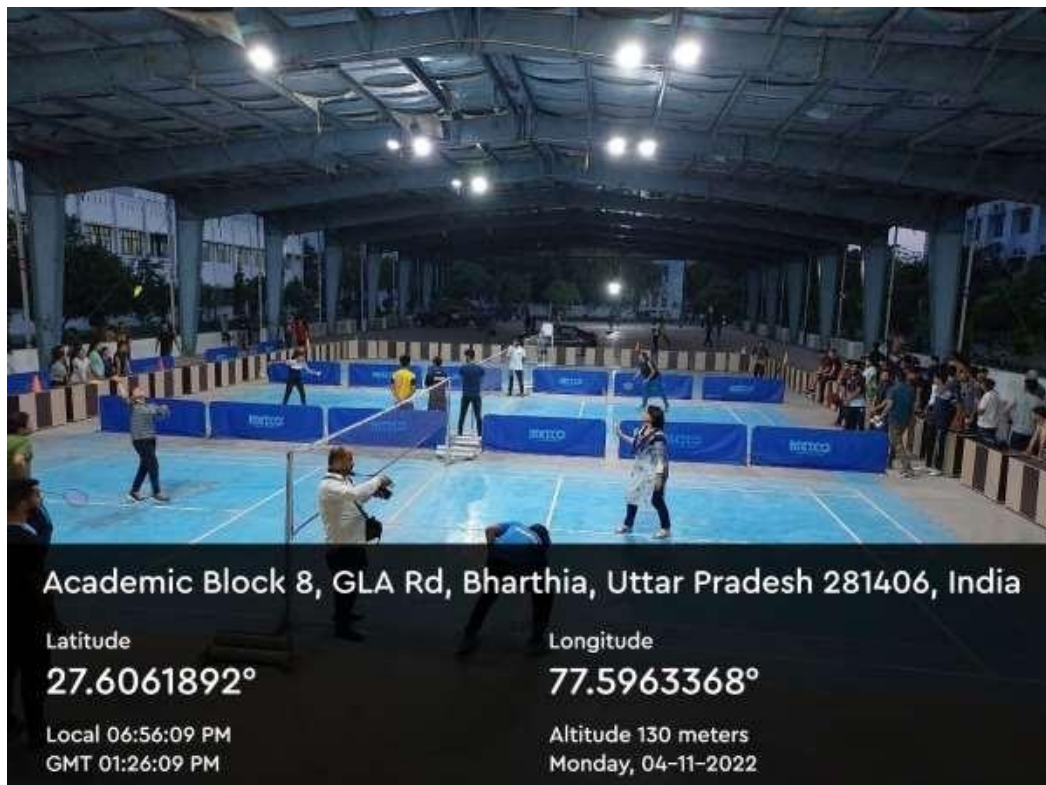 Academic Block 8, GLA Rd, Bharthia, Uttar Pradesh 281406, India
Latitude
27.6061892°
Longitude
77.5963368°
Local 06:56:09 PM
GMT 01:26:09 PM
Altitude 130 meters
Monday, 04-11-2022